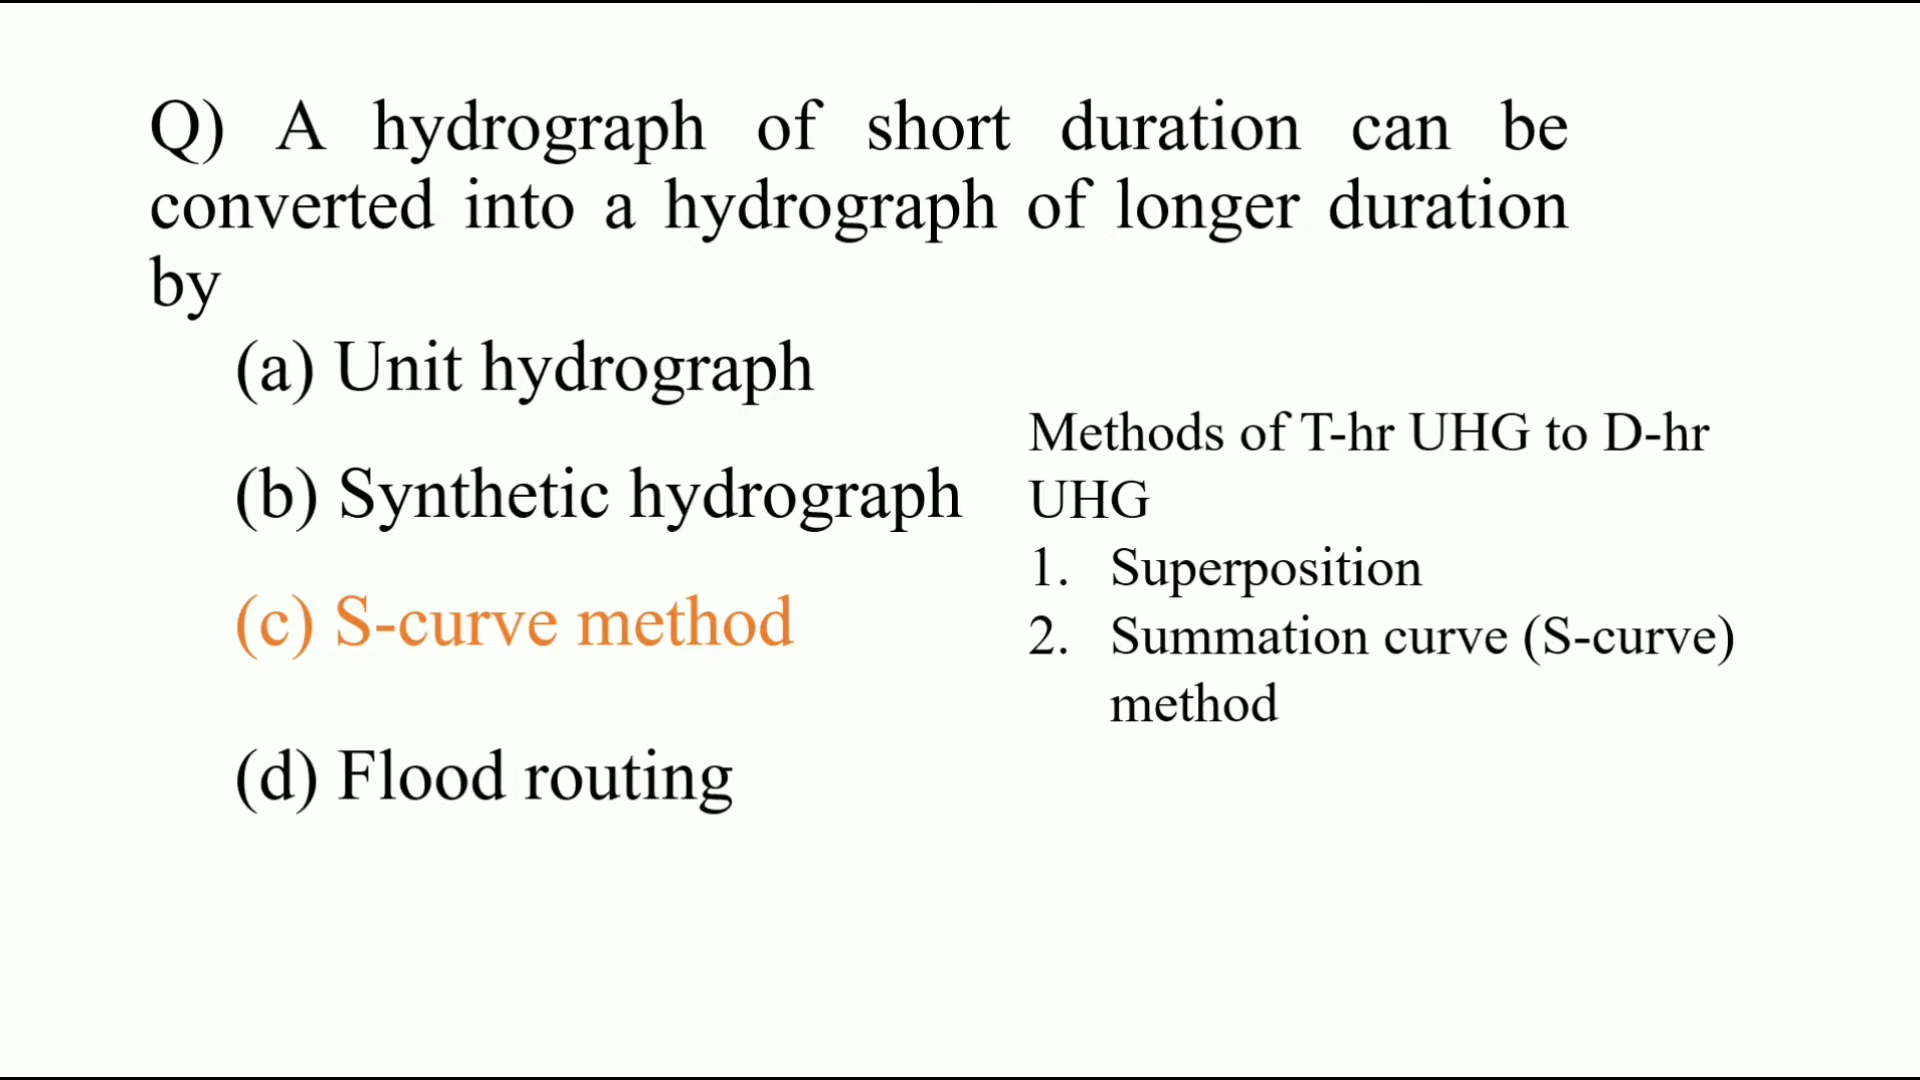 Q) A hydrograph of short duration can be
converted into a hydrograph of longer duration
by
(a) Unit hydrograph
(b) Synthetic hydrograph
(c) S-curve method
(d) Flood routing
Methods of T-hr UHG to D-hr
UHG
1. Superposition
2. Summation curve (S-curve)
method